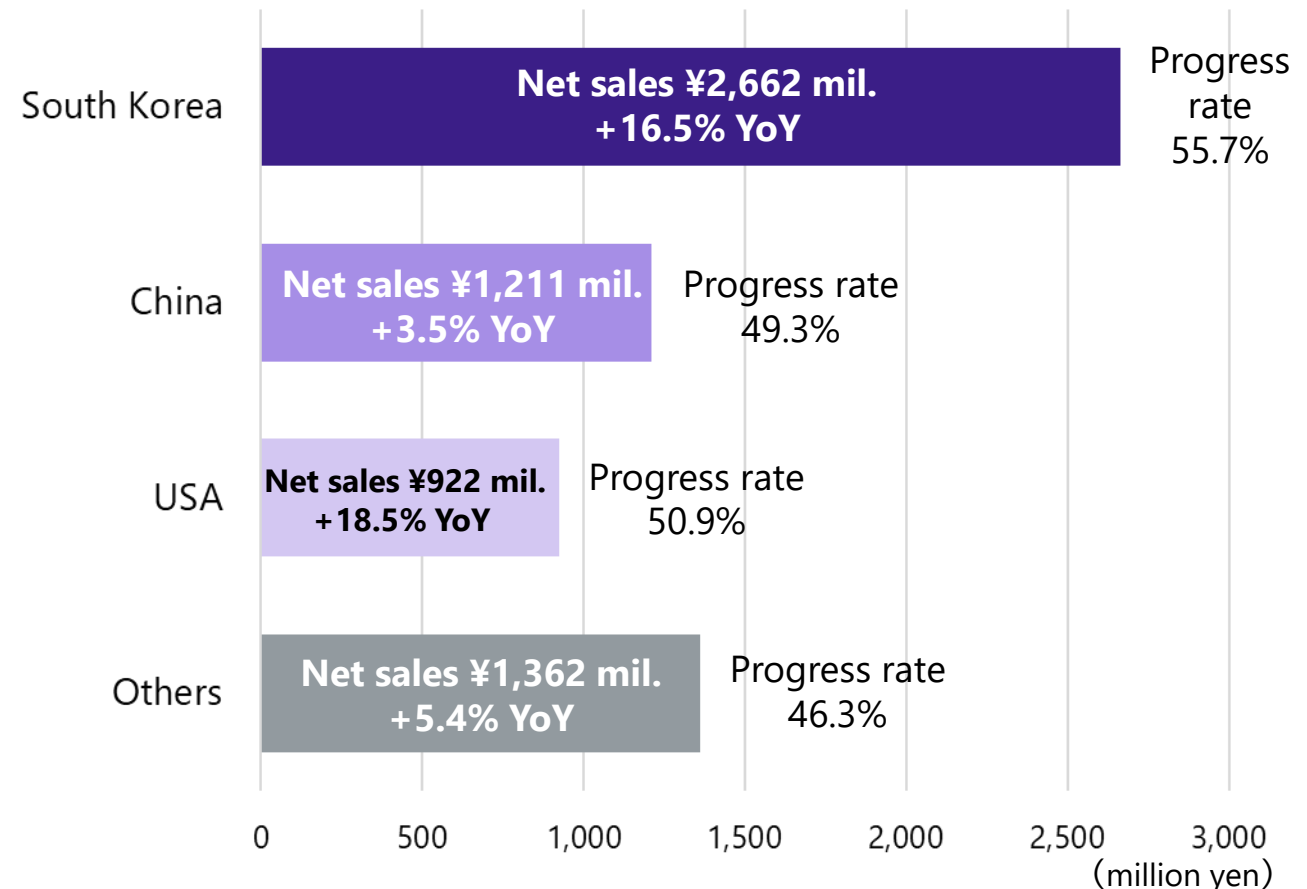 South Korea
Net sales ¥2,662 mil.
+16.5% YoY
Progress
rate
55.7%
China
Net sales ¥1,211 mil.
+3.5% YoY
Progress rate
49.3%
USA
Net sales ¥922 mil.
+18.5% YoY
Progress rate
50.9%
Others
Net sales ¥1,362 mil.
+5.4% YoY
Progress rate
46.3%
0 500 1,000 1,500 2,000 2,500 3,000
（million yen）